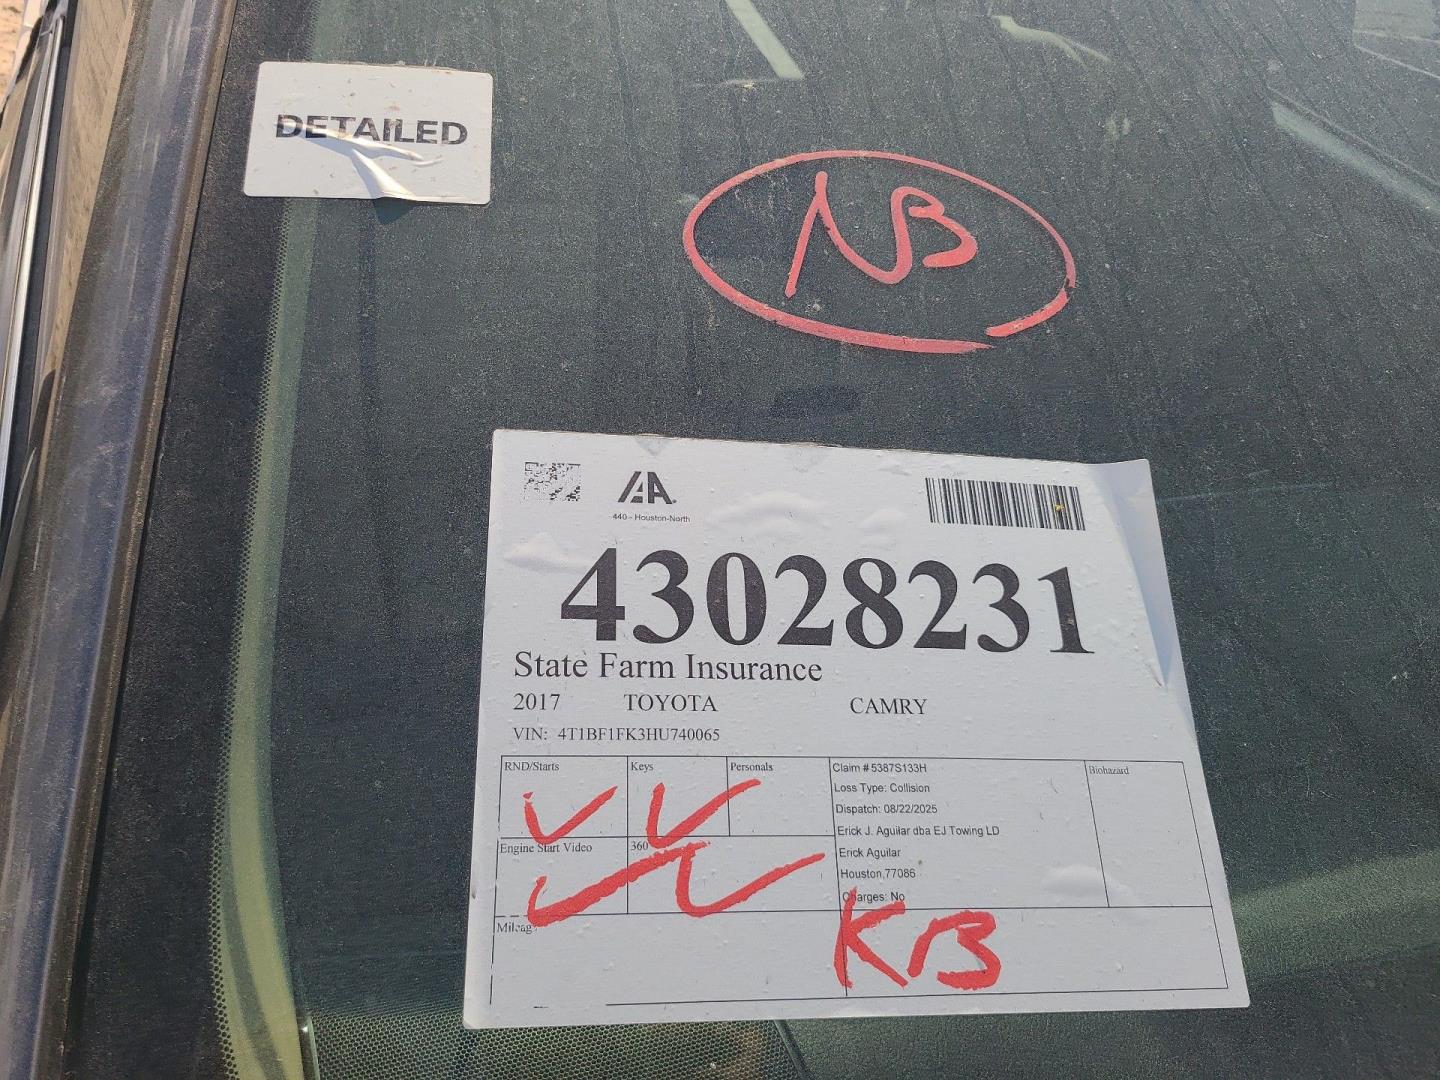 DETAILED
NB
IAA
440 - Houston-North
43028231
State Farm Insurance
2017 TOYOTA CAMRY
VIN: 4T1BF1FK3HU740065
RND/Starts Keys Personals
Claim # 5387S133H
Loss Type: Collision
Dispatch: 08/22/2025
Erick J. Aguilar dba EJ Towing LD
Erick Aguilar
Houston,77086
Charges: No
Biohazard
Engine Start Video 360
Mileage
KB